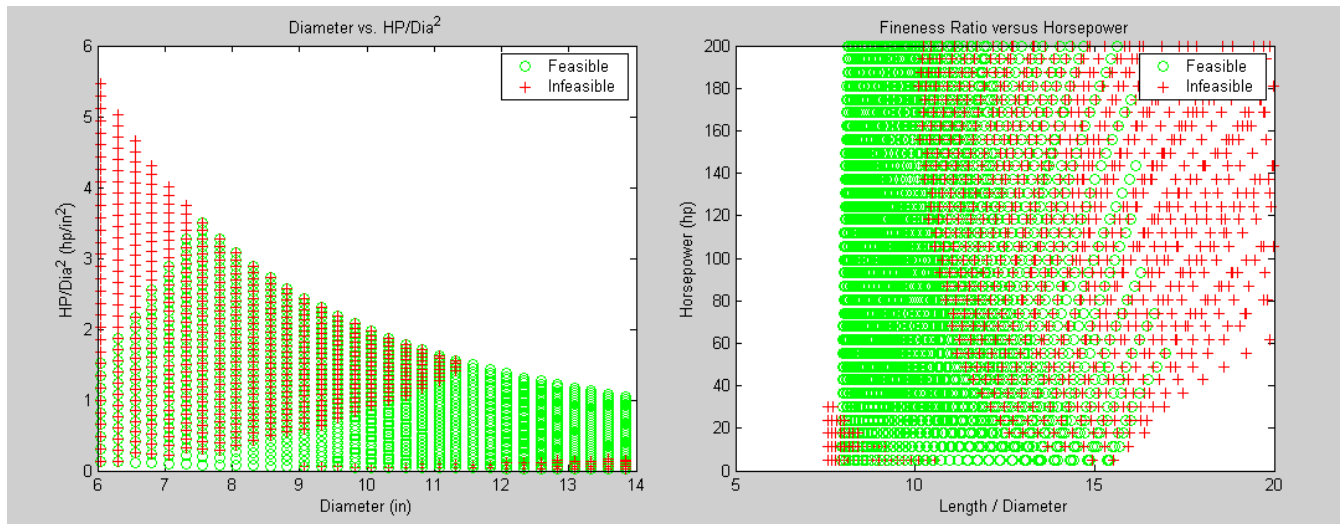 Diameter vs. HP/Dia2
6
5
4
3
2
1
0
HP/Dia2 (hp/in2)
Feasible
Infeasible
6 7 8 9 10 11 12 13 14
Diameter (in)
Fineness Ratio versus Horsepower
200
180
160
140
120
100
80
60
40
20
0
Horsepower (hp)
Feasible
Infeasible
5 10 15 20
Length / Diameter